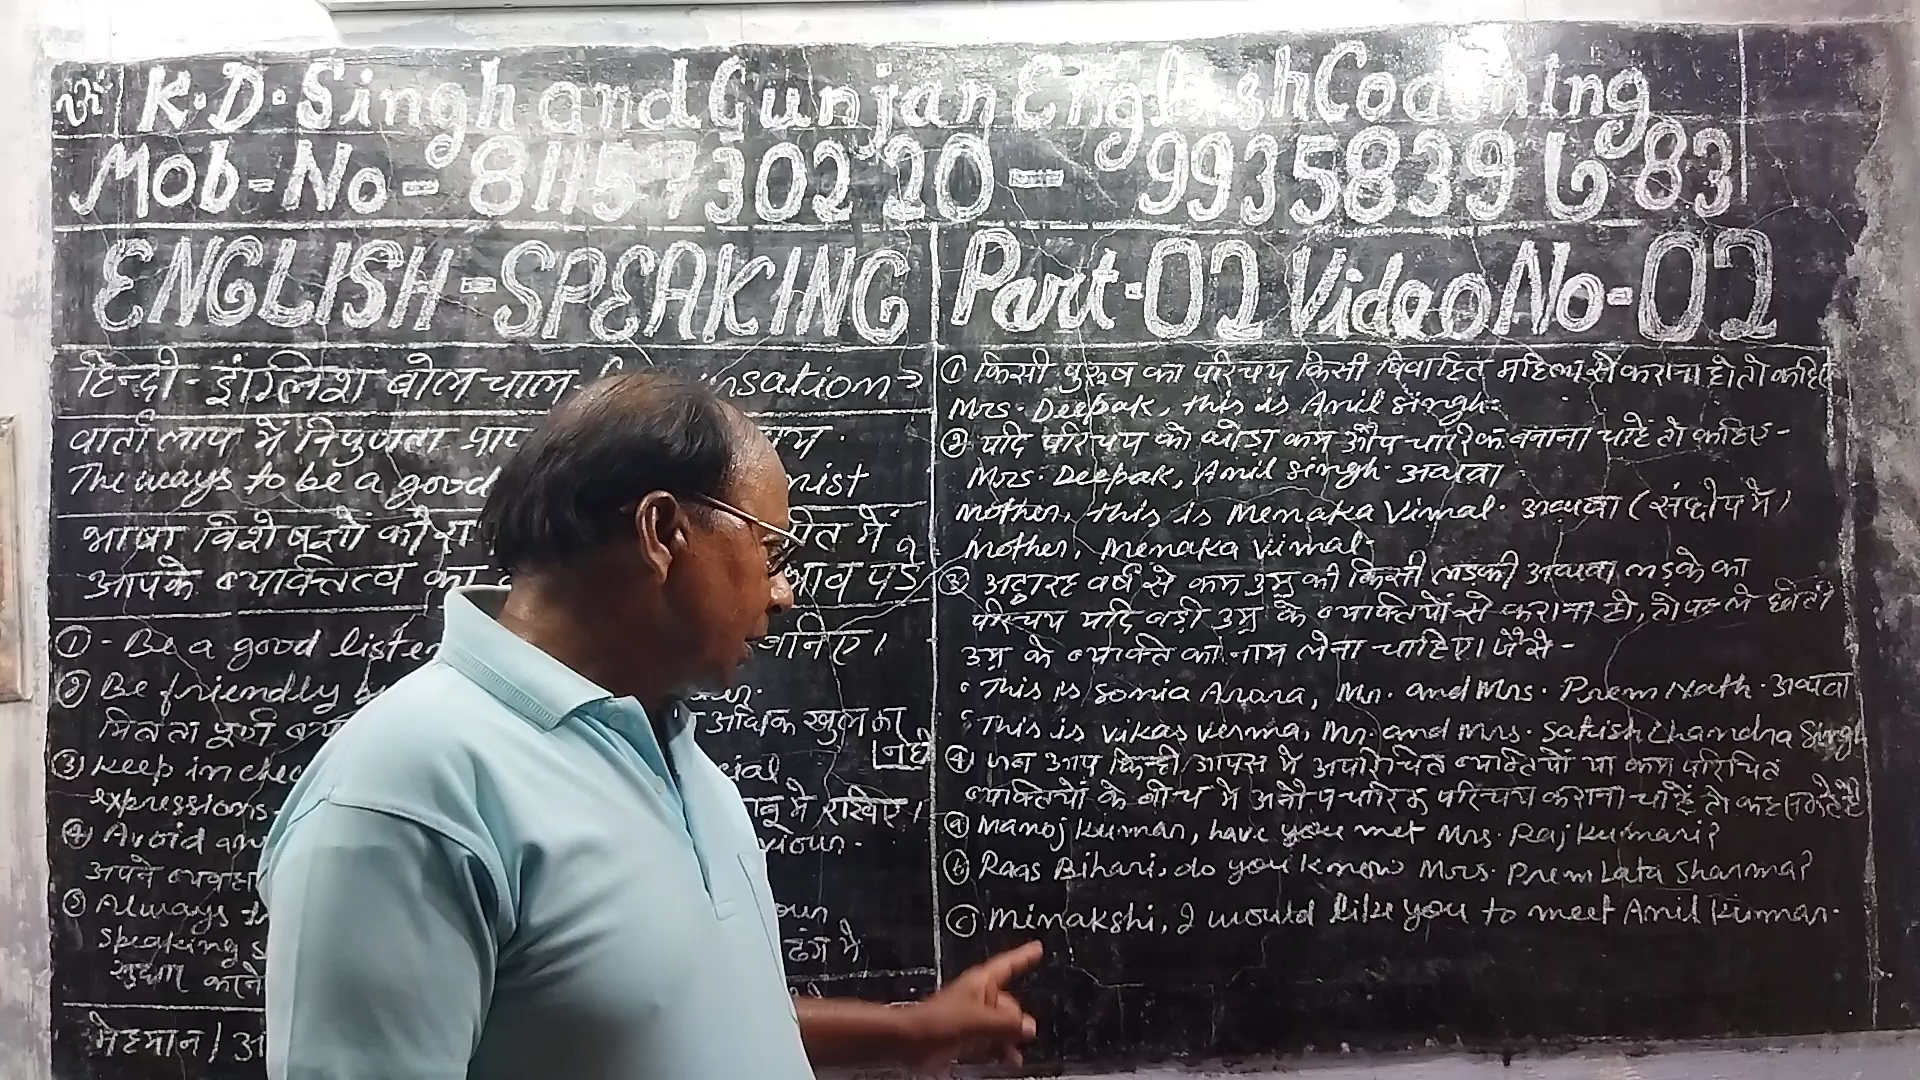 ॐ K.D. Singh and Gunjan English Coaching
Mob-No- 8115730220 - 9935839683
ENGLISH-SPEAKING
Part-02 Video No-02
हिन्दी-इंग्लिश बोलचाल
वार्तालाप में निपुणता
The ways to be a good
भाषा विशेषज्ञों की
आपके व्यक्तित्व का
① - Be a good listen
② Be friendly
मित्रता पूर्ण
अधिक खुलकर
नहीं
③ Keep in
expressions
काबू में रखिए।
④ Avoid
viour.
अपने
⑤ Always
speaking
ढंग में
सुधार करने
मेहमान / अ
① किसी पुरुष का परिचय किसी विवाहित महिला से कराना हो तो कहिए
Mrs. Deepak, this is Anil Singh.
② यदि परिचय को थोड़ा कम औपचारिक बनाना चाहें तो कहिए -
Mrs. Deepak, Anil Singh. अथवा
Mother, this is Menaka Vimal. अथवा (संक्षेप में)
Mother, Menaka Vimal.
③ अट्ठारह वर्ष से कम उम्र की किसी लड़की अथवा लड़के का
परिचय यदि बड़ी उम्र के व्यक्तियों से कराना हो, तो पहले छोटी
उम्र के व्यक्ति का नाम लेना चाहिए। जैसे -
This is Sonia Arora, Mr. and Mrs. Prem Nath. अथवा
This is Vikas Verma, Mr. and Mrs. Satish Chandra Singh
④ जब आप किन्हीं आपस में अपरिचित व्यक्तियों या कम परिचित
व्यक्तियों के बीच में अनौपचारिक परिचय कराना चाहें तो कह सकते हैं
ⓐ Manoj Kumar, have you met Mrs. Raj Kumari?
ⓑ Raas Bihari, do you know Mrs. Prem Lata Sharma?
ⓒ Minakshi, I would like you to meet Anil Kumar.